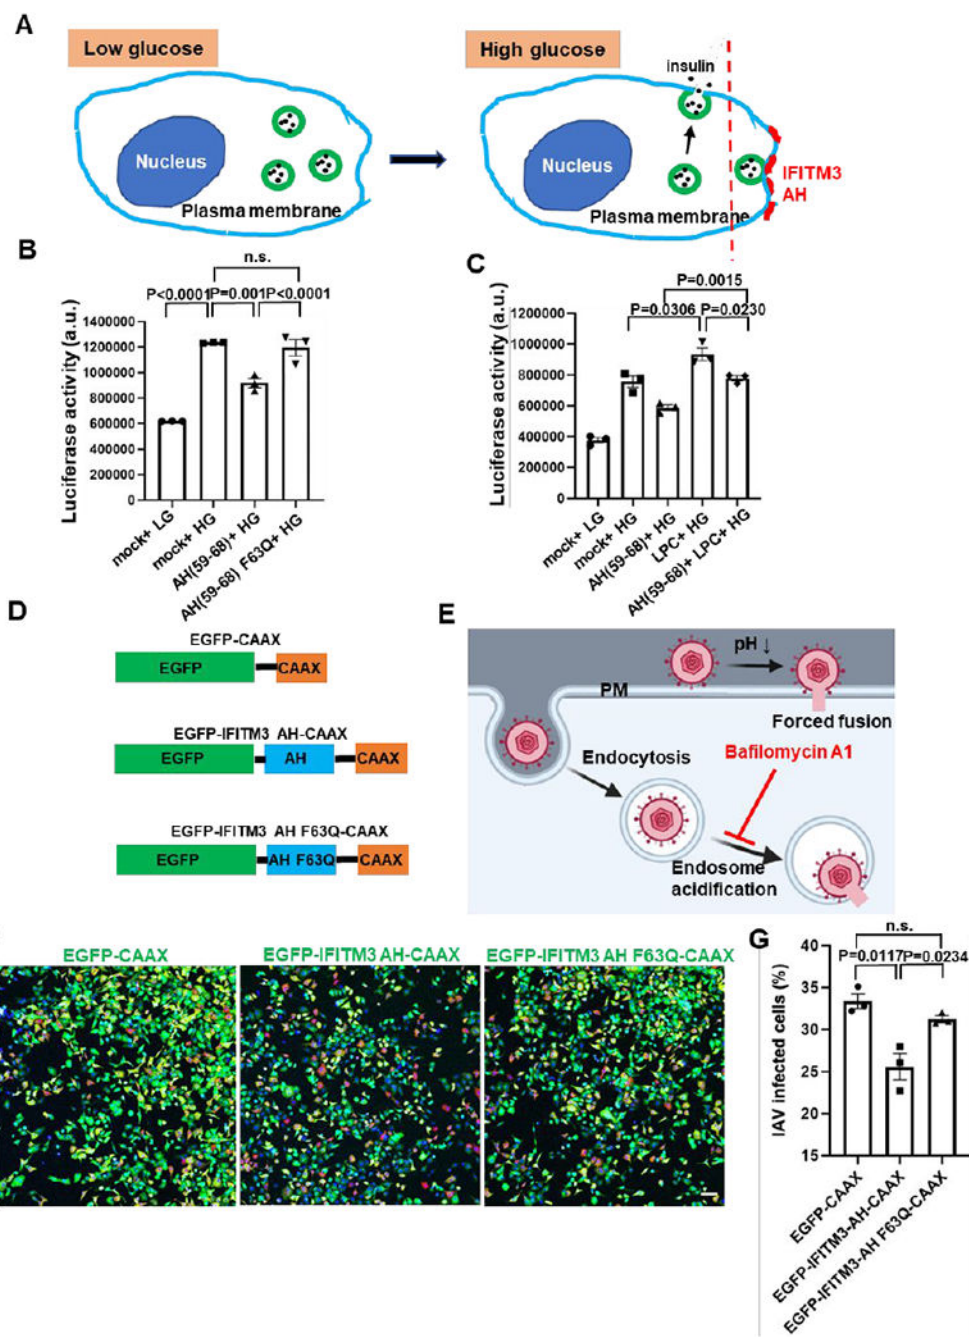 A
Low glucose
High glucose
insulin
Nucleus
Nucleus
IFITM3
AH
Plasma membrane
Plasma membrane
B
n.s.
P<0.0001
P=0.001
P<0.0001
Luciferase activity (a.u.)
1400000
1200000
1000000
800000
600000
400000
200000
0
mock+ LG
mock+ HG
AH(59-68)+ HG
AH(59-68) F63Q+ HG
C
P=0.0015
P=0.0306
P=0.0230
Luciferase activity (a.u.)
1200000
1000000
800000
600000
400000
200000
0
mock+ LG
mock+ HG
AH(59-68)+ HG
LPC+ HG
AH(59-68)+ LPC+ HG
D
EGFP-CAAX
EGFP
CAAX
EGFP-IFITM3 AH-CAAX
EGFP
AH
CAAX
EGFP-IFITM3 AH F63Q-CAAX
EGFP
AH F63Q
CAAX
E
pH ↓
PM
Forced fusion
Endocytosis
Bafilomycin A1
Endosome
acidification
EGFP-CAAX
EGFP-IFITM3 AH-CAAX
EGFP-IFITM3 AH F63Q-CAAX
G
n.s.
P=0.0117
P=0.0234
IAV infected cells (%)
40
35
30
25
20
15
EGFP-CAAX
EGFP-IFITM3-AH-CAAX
EGFP-IFITM3-AH F63Q-CAAX